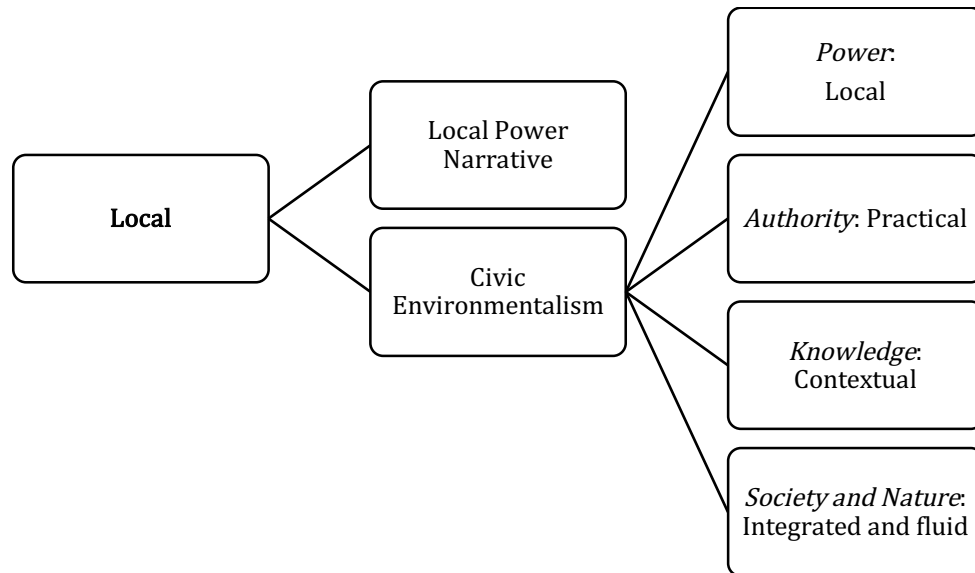 Local
Local Power
Narrative
Civic
Environmentalism
Power:
Local
Authority: Practical
Knowledge:
Contextual
Society and Nature:
Integrated and fluid